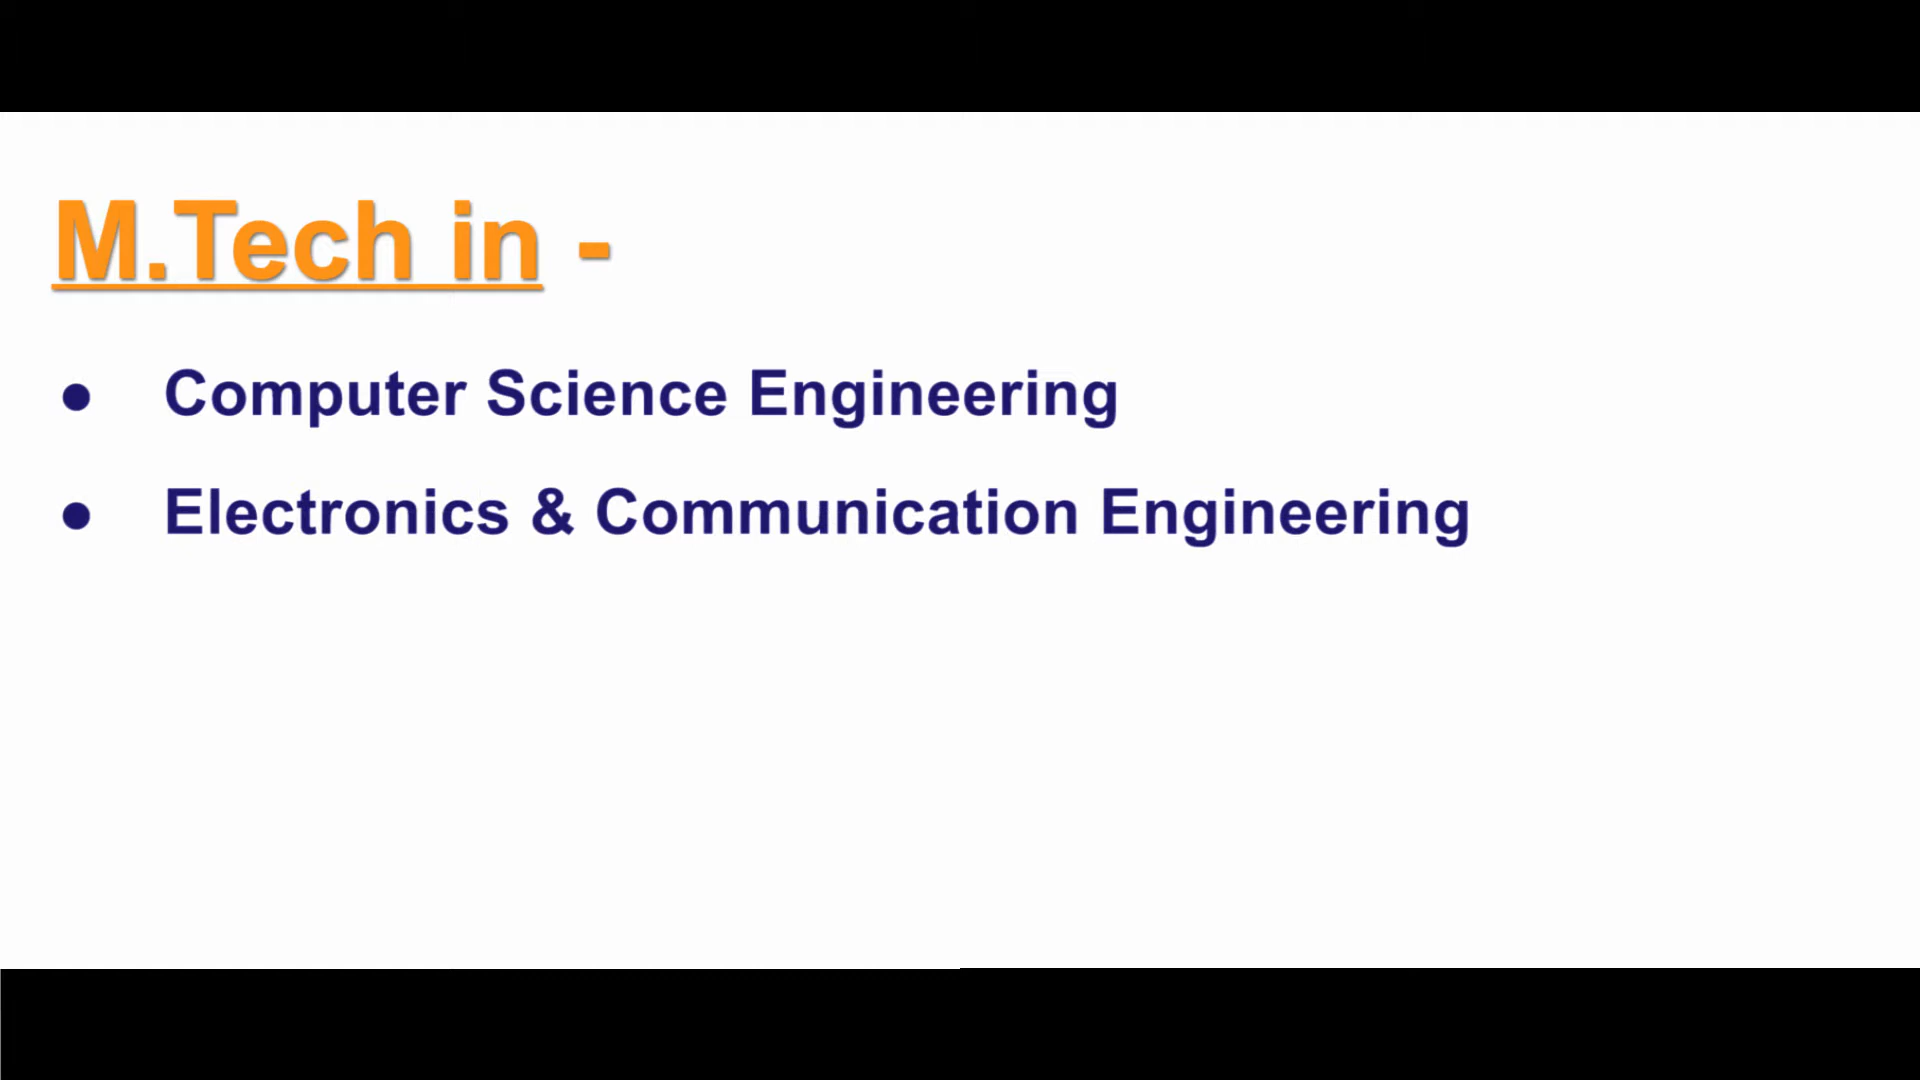 M.Tech in -
● Computer Science Engineering
● Electronics & Communication Engineering